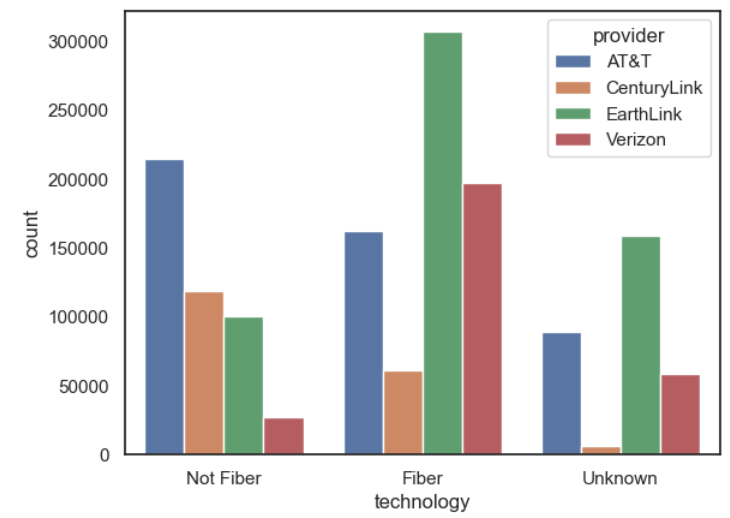 provider
AT&T
CenturyLink
EarthLink
Verizon
count
300000
250000
200000
150000
100000
50000
0
Not Fiber
Fiber
Unknown
technology